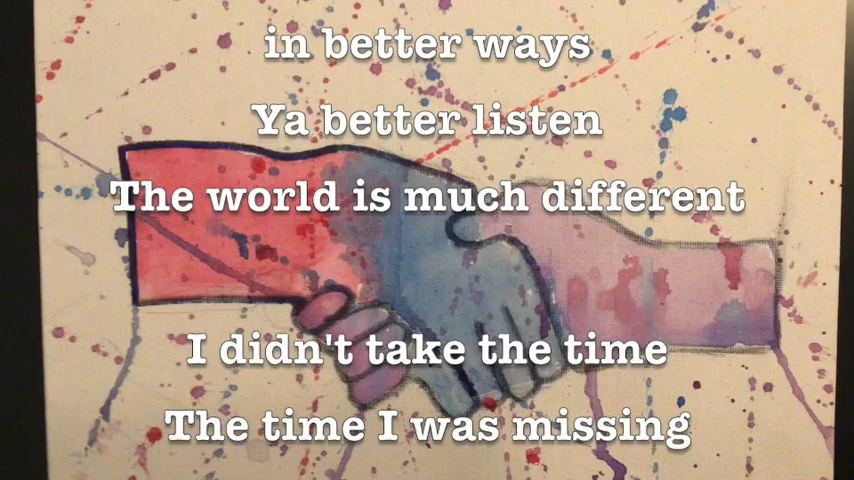 in better ways
Ya better listen
The world is much different
I didn't take the time
The time I was missing